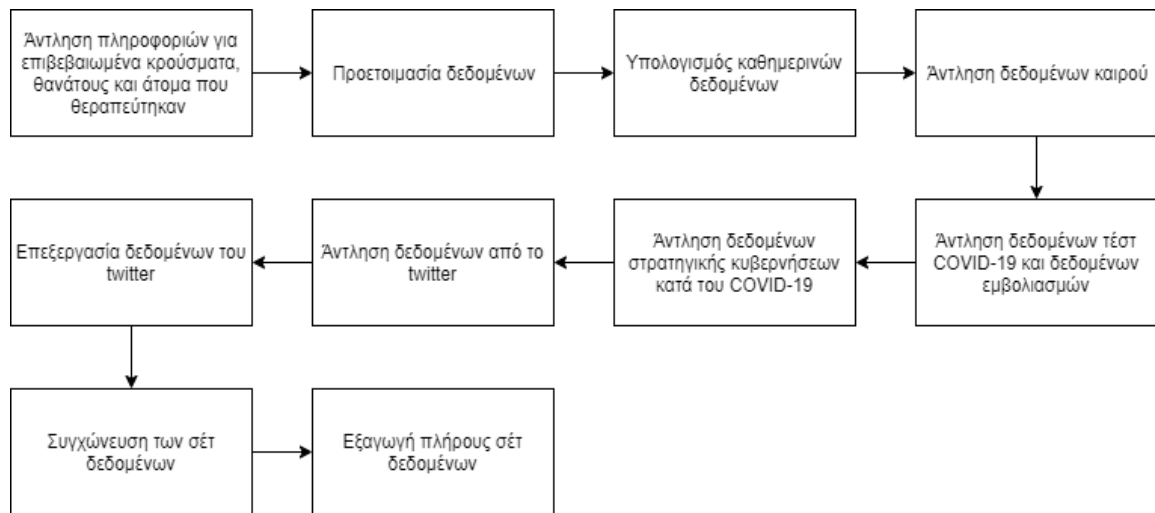 Άντληση πληροφοριών για
επιβεβαιωμένα κρούσματα,
θανάτους και άτομα που
θεραπεύτηκαν
Προετοιμασία δεδομένων
Υπολογισμός καθημερινών
δεδομένων
Άντληση δεδομένων καιρού
Άντληση δεδομένων τέστ
COVID-19 και δεδομένων
εμβολιασμών
Άντληση δεδομένων
στρατηγικής κυβερνήσεων
κατά του COVID-19
Άντληση δεδομένων από το
twitter
Επεξεργασία δεδομένων του
twitter
Συγχώνευση των σέτ
δεδομένων
Εξαγωγή πλήρους σέτ
δεδομένων